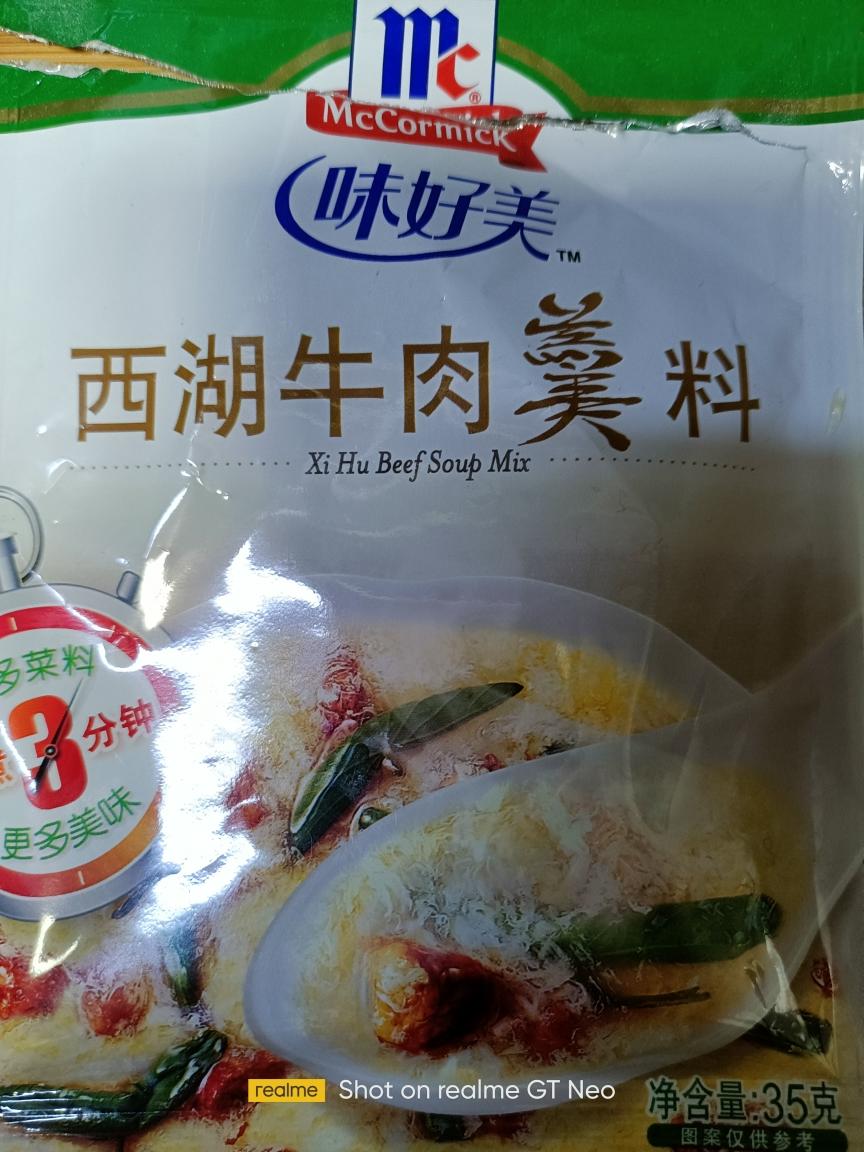 mc®
McCormick
味好美™
西湖牛肉羹料
Xi Hu Beef Soup Mix
多菜料
3分钟
更多美味
realme Shot on realme GT Neo
净含量:35克
图案仅供参考